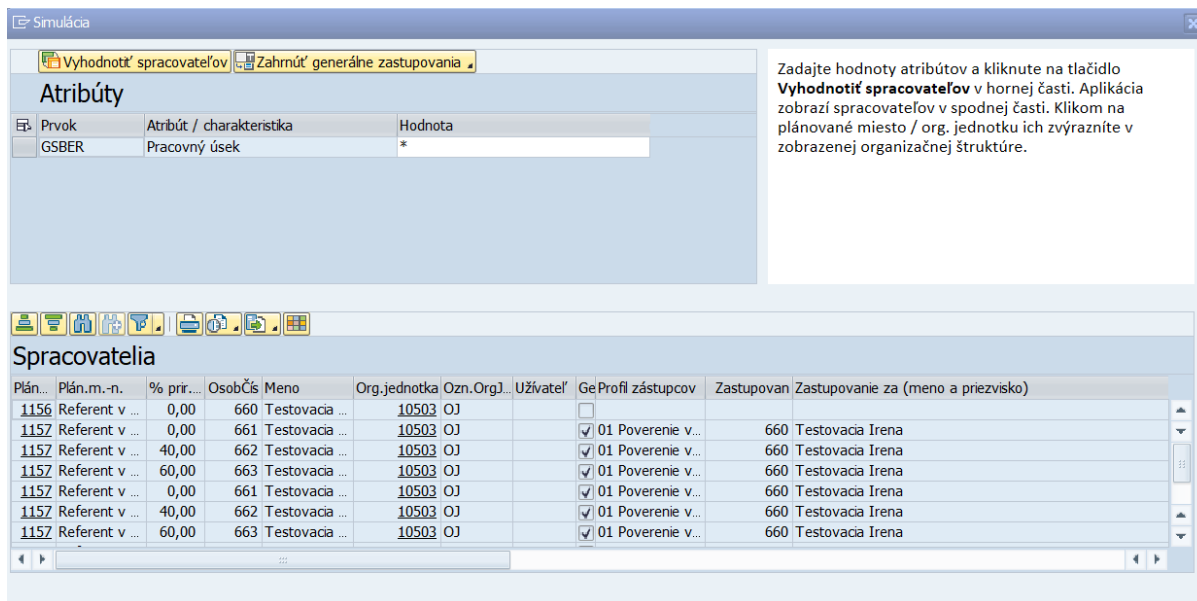 Simulácia
Vyhodnotiť spracovateľov Zahrnúť generálne zastupovania
Atribúty
Prvok Atribút / charakteristika Hodnota
GSBER Pracovný úsek *
Zadajte hodnoty atribútov a kliknute na tlačidlo
Vyhodnotiť spracovateľov v hornej časti. Aplikácia
zobrazí spracovateľov v spodnej časti. Klikom na
plánované miesto / org. jednotku ich zvýrazníte v
zobrazenej organizačnej štruktúre.
Spracovatelia
Plán... Plán.m.-n. % prir.... OsobČís Meno Org.jednotka Ozn.OrgJ... Užívateľ Ge Profil zástupcov Zastupovan Zastupovanie za (meno a priezvisko)
1156 Referent v ... 0,00 660 Testovacia ... 10503 OJ
1157 Referent v ... 0,00 661 Testovacia ... 10503 OJ 01 Poverenie v... 660 Testovacia Irena
1157 Referent v ... 40,00 662 Testovacia ... 10503 OJ 01 Poverenie v... 660 Testovacia Irena
1157 Referent v ... 60,00 663 Testovacia ... 10503 OJ 01 Poverenie v... 660 Testovacia Irena
1157 Referent v ... 0,00 661 Testovacia ... 10503 OJ 01 Poverenie v... 660 Testovacia Irena
1157 Referent v ... 40,00 662 Testovacia ... 10503 OJ 01 Poverenie v... 660 Testovacia Irena
1157 Referent v ... 60,00 663 Testovacia ... 10503 OJ 01 Poverenie v... 660 Testovacia Irena